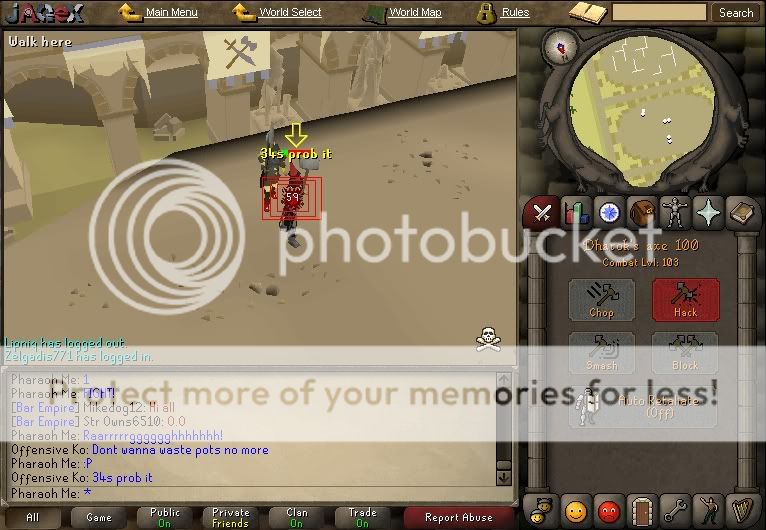 JAGEX
Main Menu
World Select
World Map
Rules
Search
Walk here
34s prob it
59
photobucket
Dharok's axe 100
Combat Lvl: 103
Chop
Hack
Smash
Block
Auto Retaliate
(Off)
Lipniq has logged out.
Zelgadis771 has logged in.
Protect more of your memories for less!
Pharaoh Me: 1
Pharaoh Me: FIGHT!
[Bar Empire] Mikedog12: Hi all
[Bar Empire] Str Owns6510: 0.0
Pharaoh Me: Raarrrrrggggghhhhhhh!
Offensive Ko: Dont wanna waste pots no more
Pharaoh Me: :P
Offensive Ko: 34s prob it
Pharaoh Me: *
All
Game
Public
On
Private
Friends
Clan
On
Trade
On
Report Abuse